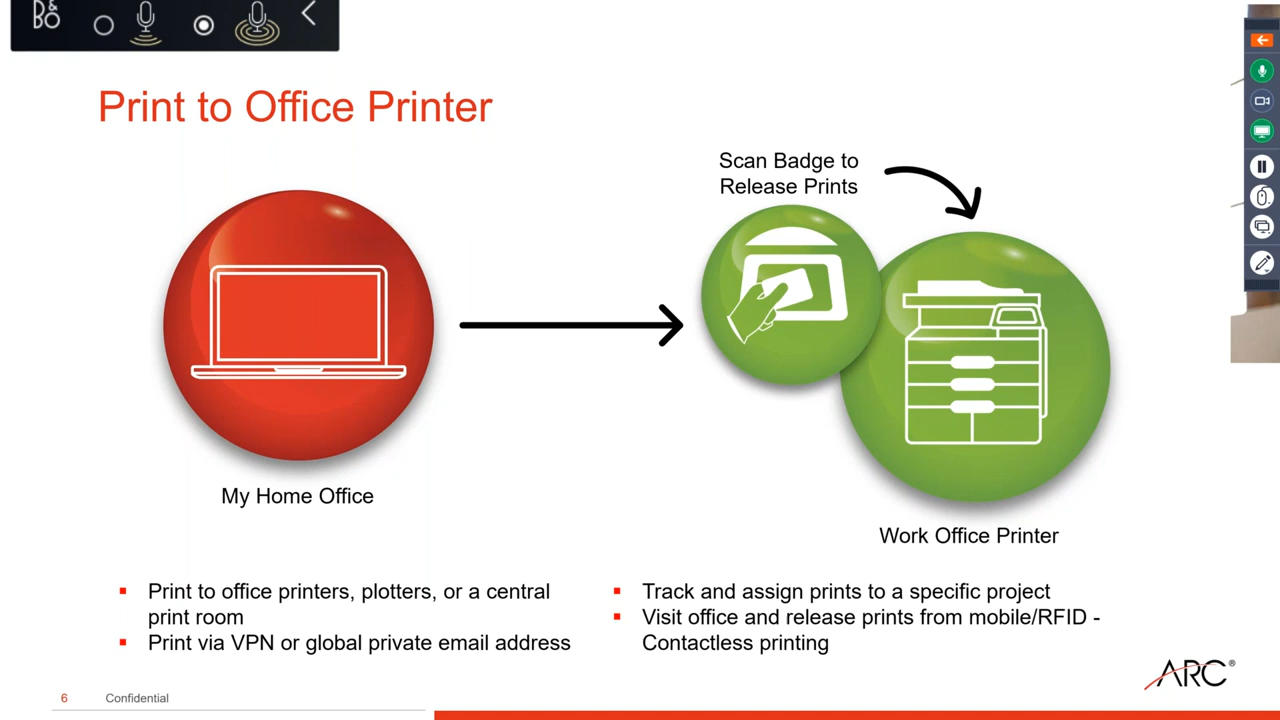 B&O
Print to Office Printer
Scan Badge to
Release Prints
My Home Office
Work Office Printer
Print to office printers, plotters, or a central
print room
Print via VPN or global private email address
Track and assign prints to a specific project
Visit office and release prints from mobile/RFID -
Contactless printing
ARC®
6 Confidential